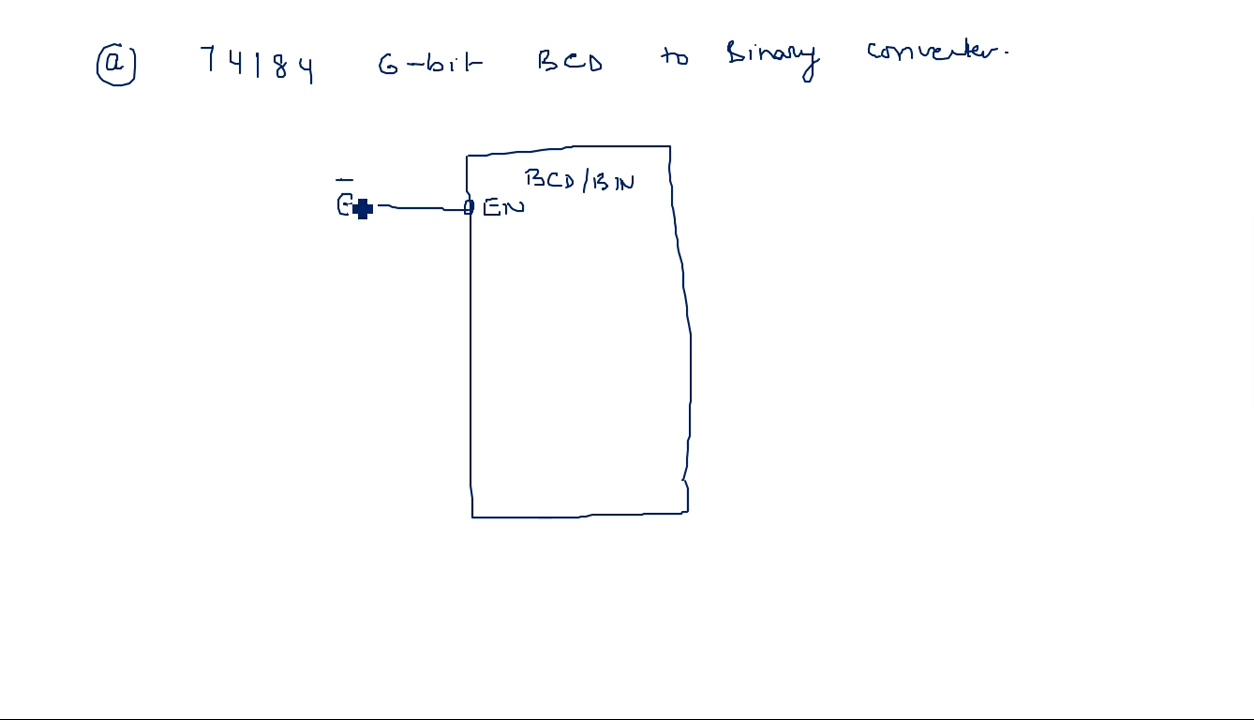 (a) 74184 6-bit BCD to Binary converter.
BCD/BIN
G̅ EN